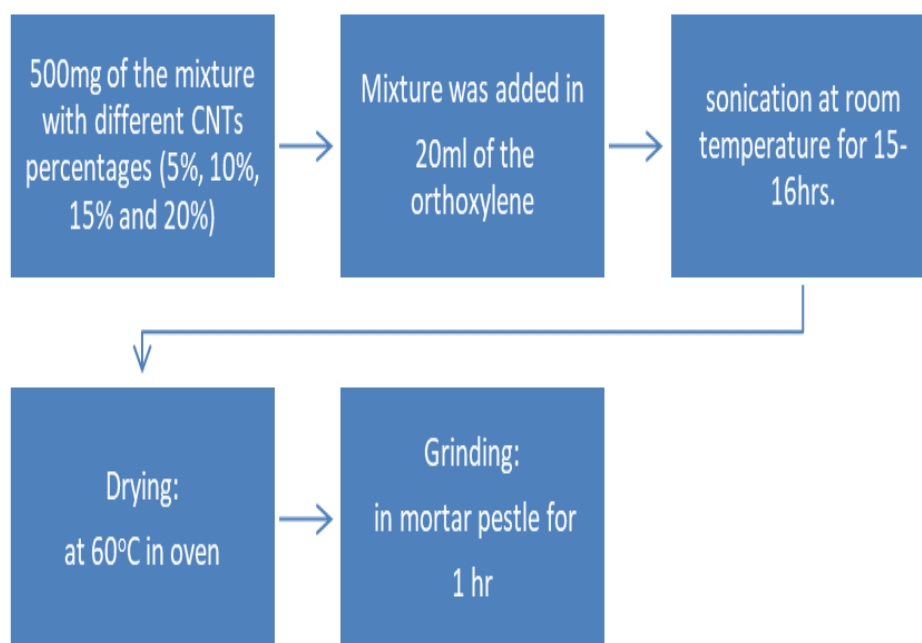 500mg of the mixture
with different CNTs
percentages (5%, 10%,
15% and 20%)
Mixture was added in
20ml of the
orthoxylene
sonication at room
temperature for 15-
16hrs.
Drying:
at 60°C in oven
Grinding:
in mortar pestle for
1 hr